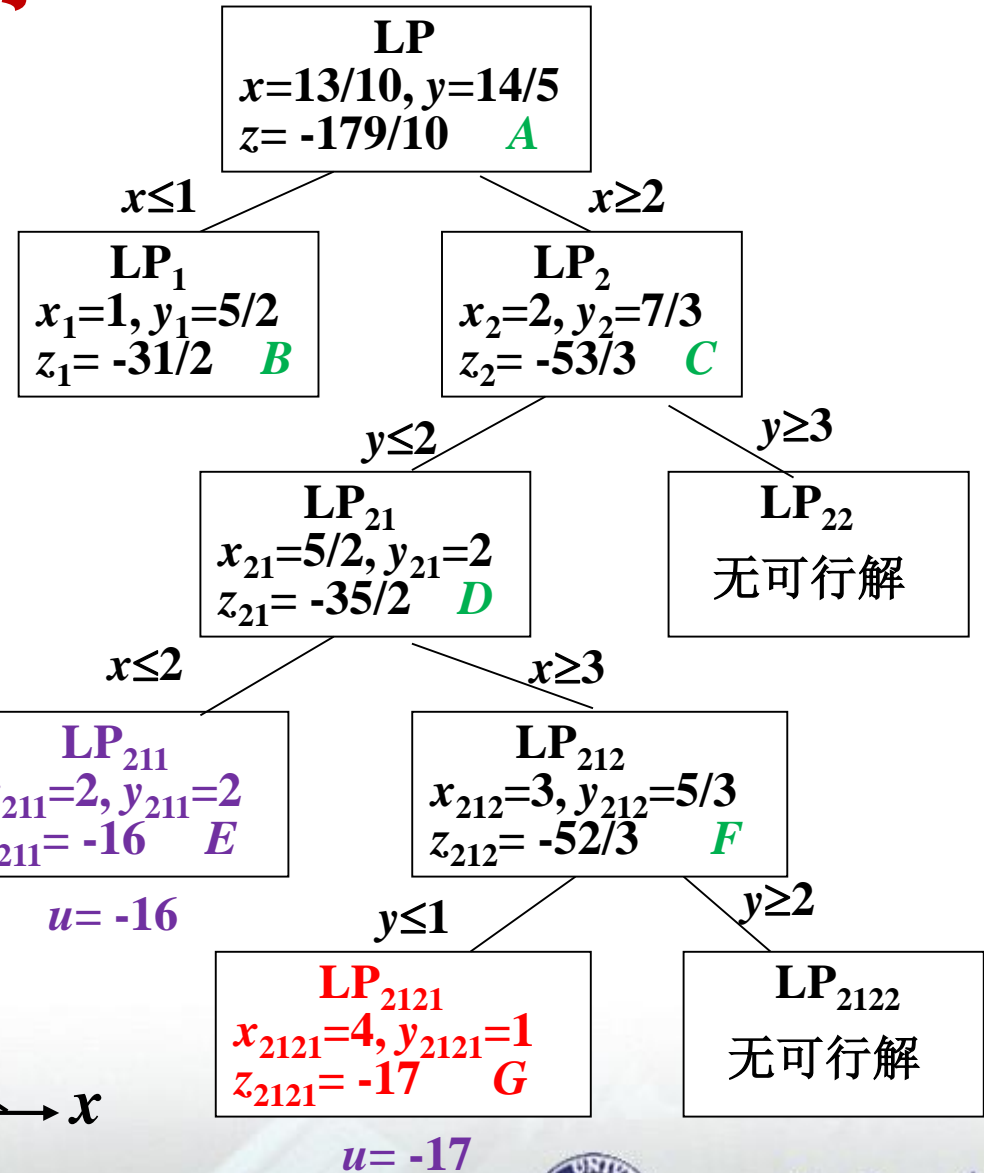 LP
x=13/10, y=14/5
z= -179/10 A
x≤1
x≥2
LP₁
x₁=1, y₁=5/2
z₁= -31/2 B
LP₂
x₂=2, y₂=7/3
z₂= -53/3 C
y≤2
y≥3
LP₂₁
x₂₁=5/2, y₂₁=2
z₂₁= -35/2 D
LP₂₂
无可行解
x≤2
x≥3
LP₂₁₁
₂₁₁=2, y₂₁₁=2
₂₁₁= -16 E
u= -16
LP₂₁₂
x₂₁₂=3, y₂₁₂=5/3
z₂₁₂= -52/3 F
y≤1
y≥2
LP₂₁₂₁
x₂₁₂₁=4, y₂₁₂₁=1
z₂₁₂₁= -17 G
u= -17
LP₂₁₂₂
无可行解
x